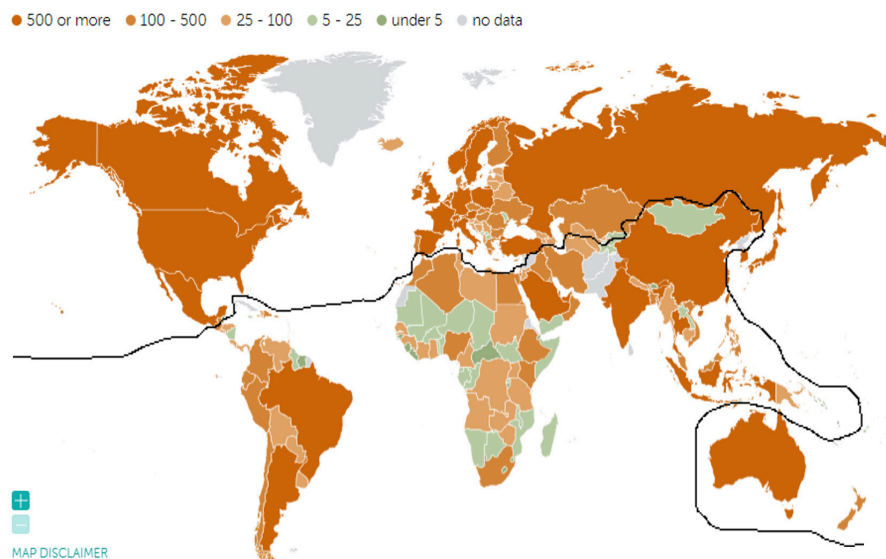 500 or more 100 - 500 25 - 100 5 - 25 under 5 no data
+
−
MAP DISCLAIMER